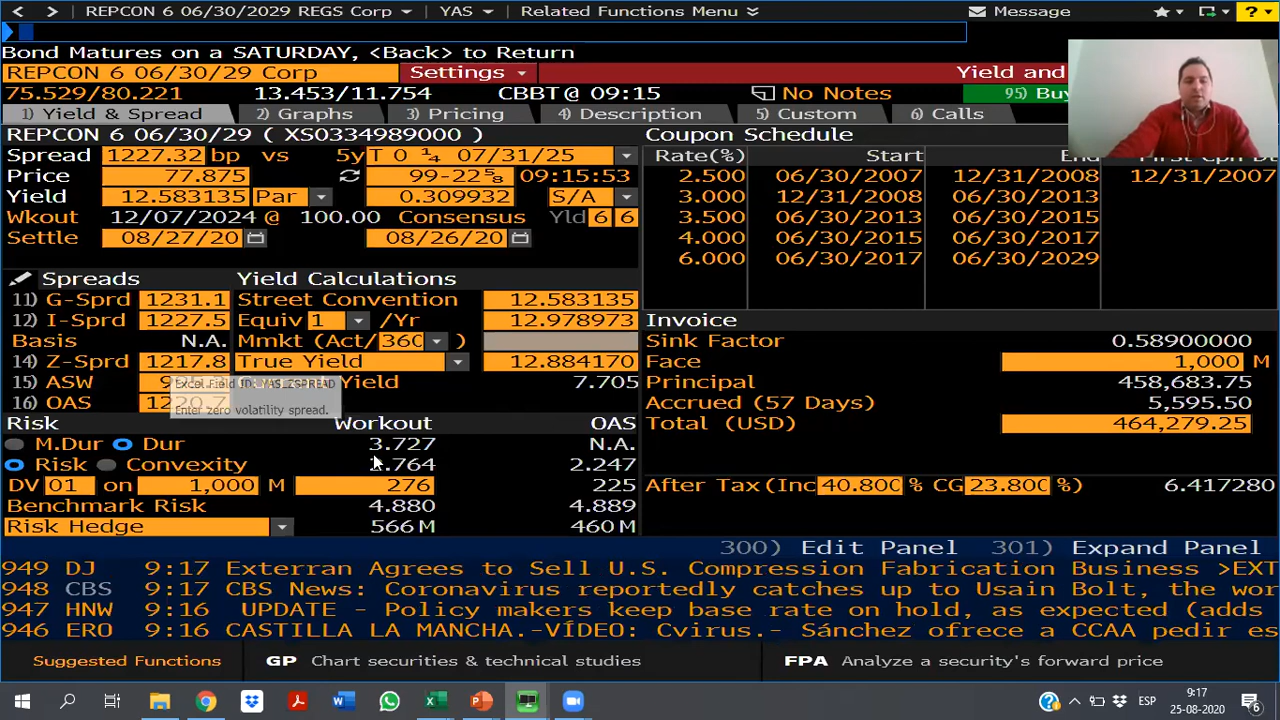 REPCON 6 06/30/2029 REGS Corp YAS Related Functions Menu Message ?
Bond Matures on a SATURDAY, <Back> to Return
REPCON 6 06/30/29 Corp Settings Yield and
75.529/80.221 13.453/11.754 CBBT@ 09:15 No Notes 95) Buy
1) Yield & Spread 2) Graphs 3) Pricing 4) Description 5) Custom 6) Calls
REPCON 6 06/30/29 ( XS0334989000 ) Coupon Schedule
Spread 1227.32 bp vs 5y T 0 ¼ 07/31/25 Rate(%) Start End First Cpn Dt
Price 77.875 99-22⅝ 09:15:53 2.500 06/30/2007 12/31/2008 12/31/2007
Yield 12.583135 Par 0.309932 S/A 3.000 12/31/2008 06/30/2013
Wkout 12/07/2024 @ 100.00 Consensus Yld 6 6 3.500 06/30/2013 06/30/2015
Settle 08/27/20 08/26/20 4.000 06/30/2015 06/30/2017
6.000 06/30/2017 06/30/2029
Spreads Yield Calculations
11) G-Sprd 1231.1 Street Convention 12.583135
12) I-Sprd 1227.5 Equiv 1 /Yr 12.978973 Invoice
Basis N.A. Mmkt (Act/ 360 ) Sink Factor 0.58900000
14) Z-Sprd 1217.8 True Yield 12.884170 Face 1,000 M
15) ASW Yield 7.705 Principal 458,683.75
Excel Field ID: YAS_ZSPREAD
16) OAS 1220.7 Accrued (57 Days) 5,595.50
Enter zero volatility spread.
Risk Workout OAS Total (USD) 464,279.25
M.Dur Dur 3.727 N.A.
Risk Convexity .764 2.247
DV 01 on 1,000 M 276 225 After Tax(Inc 40.800 % CG 23.800 %) 6.417280
Benchmark Risk 4.880 4.889
Risk Hedge 566 M 460 M
300) Edit Panel 301) Expand Panel
949 DJ 9:17 Exterran Agrees to Sell U.S. Compression Fabrication Business >EXT
948 CBS 9:17 CBS News: Coronavirus reportedly catches up to Usain Bolt, the wor
947 HNW 9:16 UPDATE - Policy makers keep base rate on hold, as expected (adds
946 ERO 9:16 CASTILLA LA MANCHA.-VÍDEO: Cvirus.- Sánchez ofrece a CCAA pedir es
Suggested Functions GP Chart securities & technical studies FPA Analyze a security's forward price
ESP 9:17
25-08-2020 6